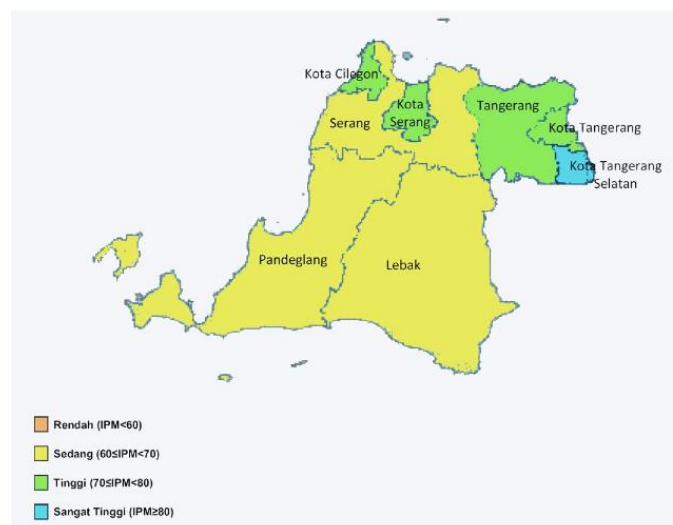 Kota Cilegon
Serang
Kota
Serang
Tangerang
Kota Tangerang
Kota Tangerang
Selatan
Pandeglang
Lebak
Rendah (IPM<60)
Sedang (60≤IPM<70)
Tinggi (70≤IPM<80)
Sangat Tinggi (IPM≥80)